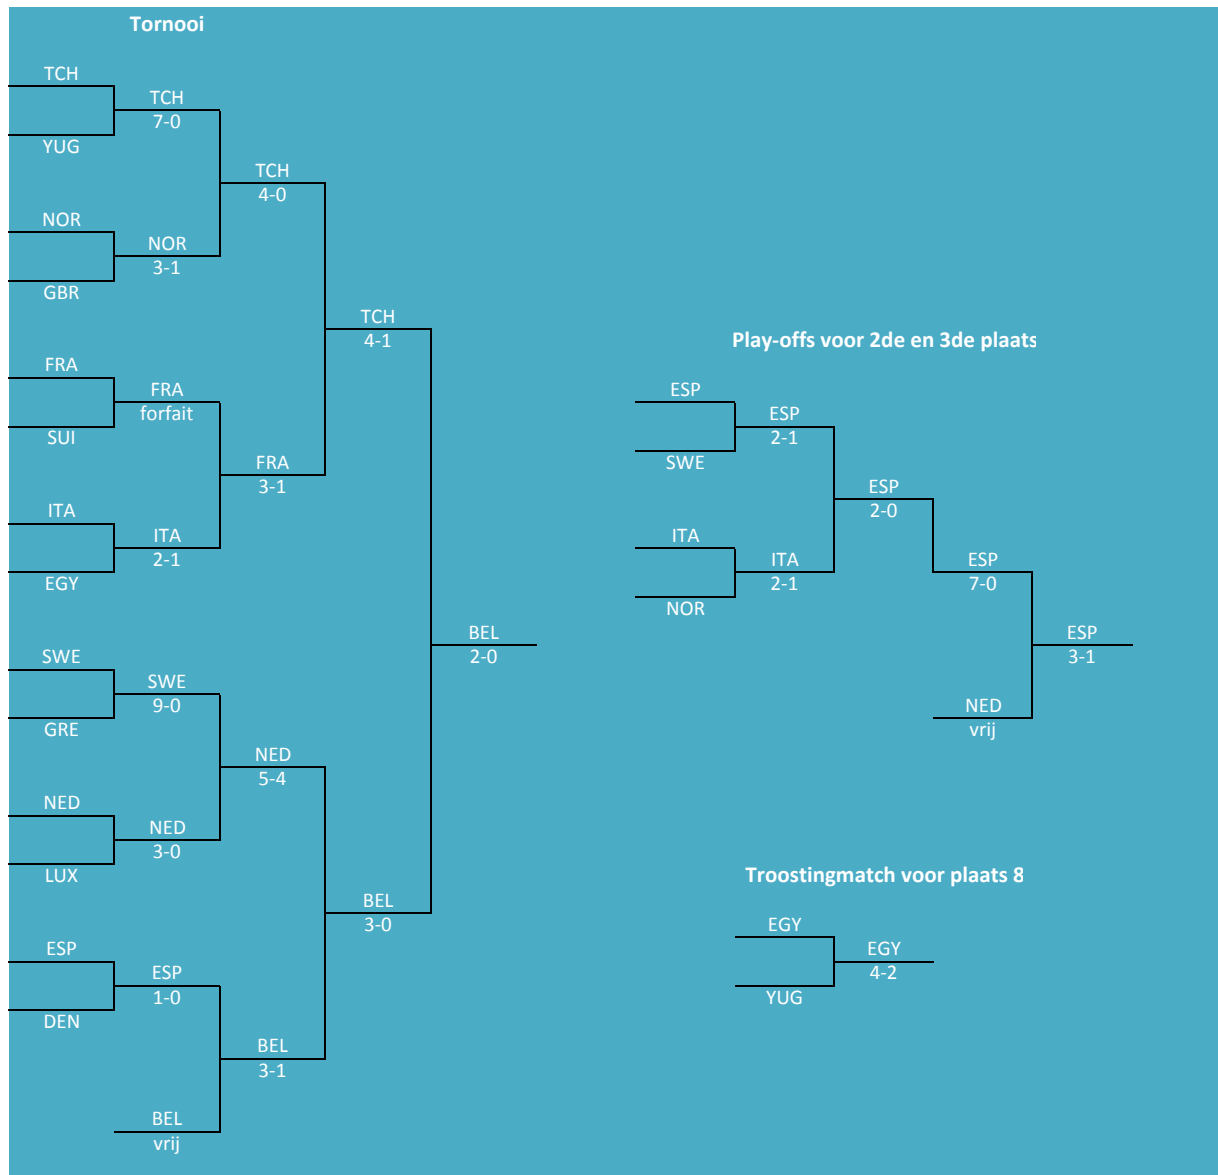 Tornooi
TCH
TCH
7-0
YUG
TCH
4-0
NOR
NOR
3-1
GBR
TCH
4-1
FRA
FRA
forfait
SUI
FRA
3-1
ITA
ITA
2-1
EGY
BEL
2-0
SWE
SWE
9-0
GRE
NED
5-4
NED
NED
3-0
LUX
BEL
3-0
ESP
ESP
1-0
DEN
BEL
3-1
BEL
vrij
Play-offs voor 2de en 3de plaats
ESP
ESP
2-1
SWE
ESP
2-0
ITA
ITA
2-1
NOR
ESP
7-0
ESP
3-1
NED
vrij
Troostingmatch voor plaats 8
EGY
EGY
4-2
YUG